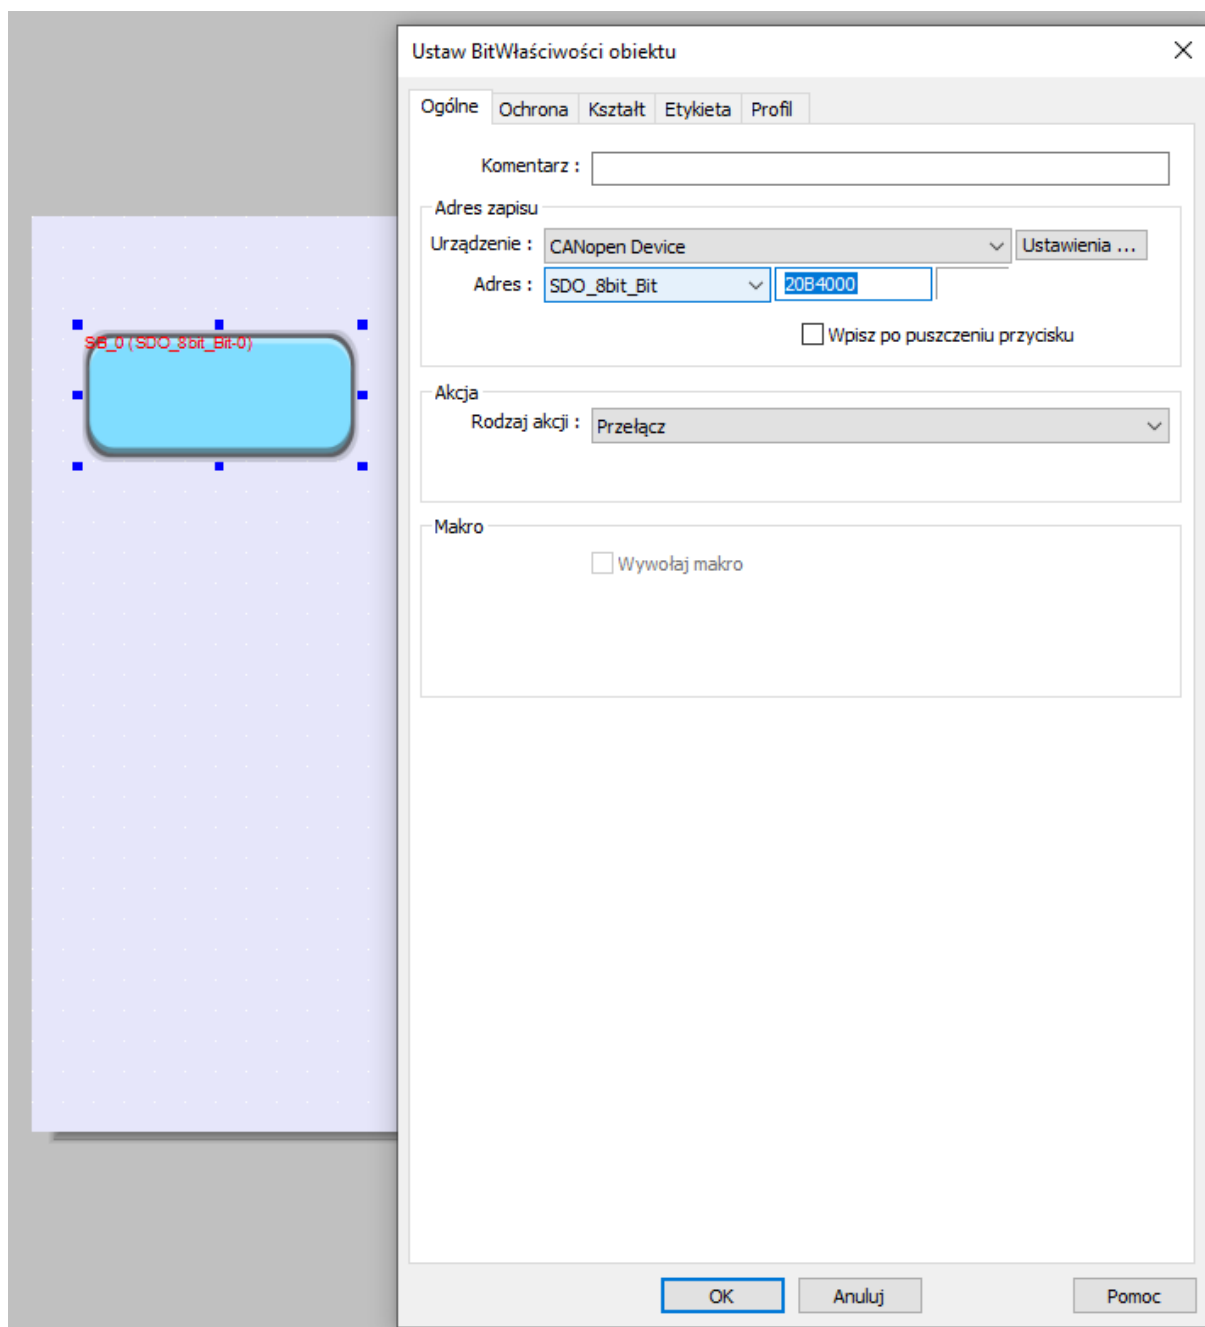 Ustaw BitWłaściwości obiektu
Ogólne Ochrona Kształt Etykieta Profil
Komentarz :
Adres zapisu
Urządzenie : CANopen Device Ustawienia ...
Adres : SDO_8bit_Bit 20B4000
Wpisz po puszczeniu przycisku
SB_0 (SDO_8bit_Bit-0)
Akcja
Rodzaj akcji : Przełącz
Makro
Wywołaj makro
OK Anuluj Pomoc